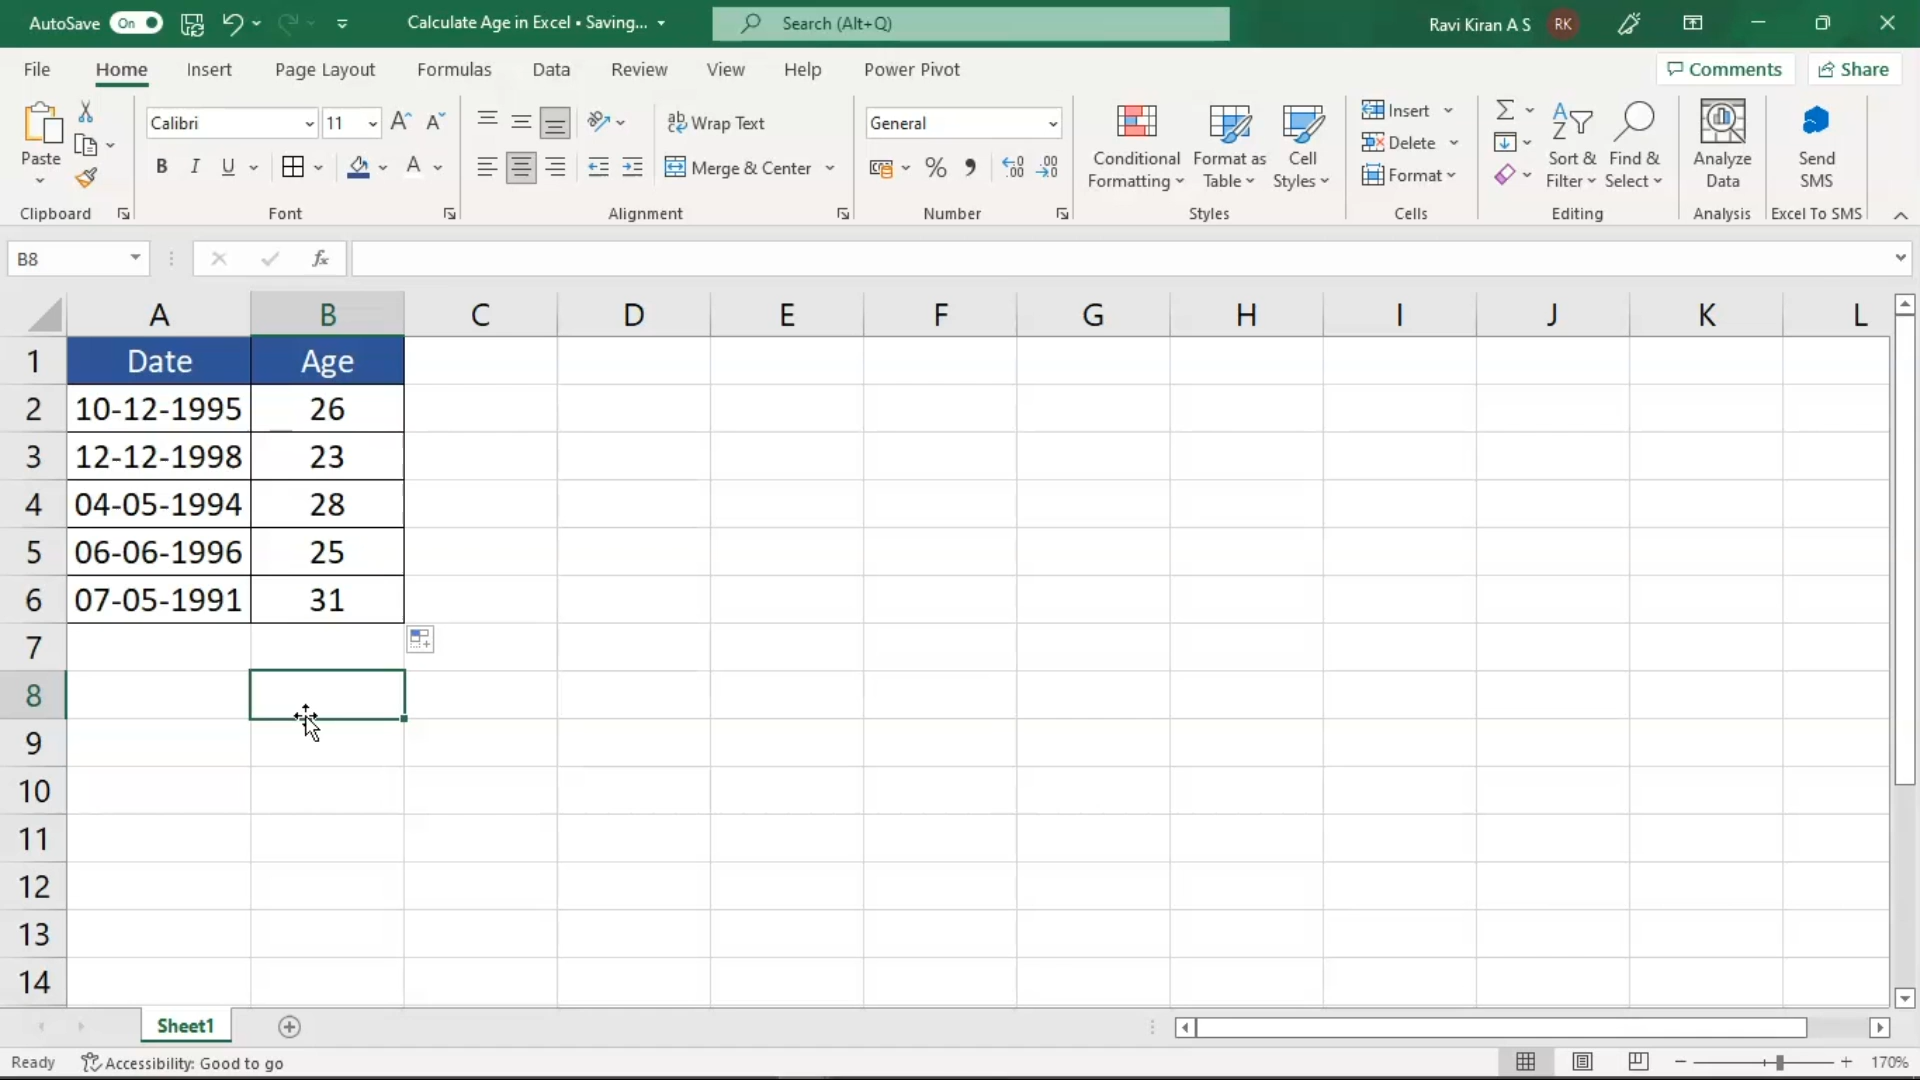 AutoSave On Calculate Age in Excel • Saving... Search (Alt+Q) Ravi Kiran A S RK
File Home Insert Page Layout Formulas Data Review View Help Power Pivot Comments Share
Paste
Clipboard
Calibri 11
B I U A
Font
Wrap Text
Merge & Center
Alignment
General
% 9
Number
Conditional Formatting
Format as Table
Cell Styles
Styles
Insert
Delete
Format
Cells
Sort & Filter
Find & Select
Editing
Analyze Data
Analysis
Send SMS
Excel To SMS
B8 fx
A B C D E F G H I J K L
1 Date Age
2 10-12-1995 26
3 12-12-1998 23
4 04-05-1994 28
5 06-06-1996 25
6 07-05-1991 31
7
8
9
10
11
12
13
14
Sheet1
Ready Accessibility: Good to go 170%